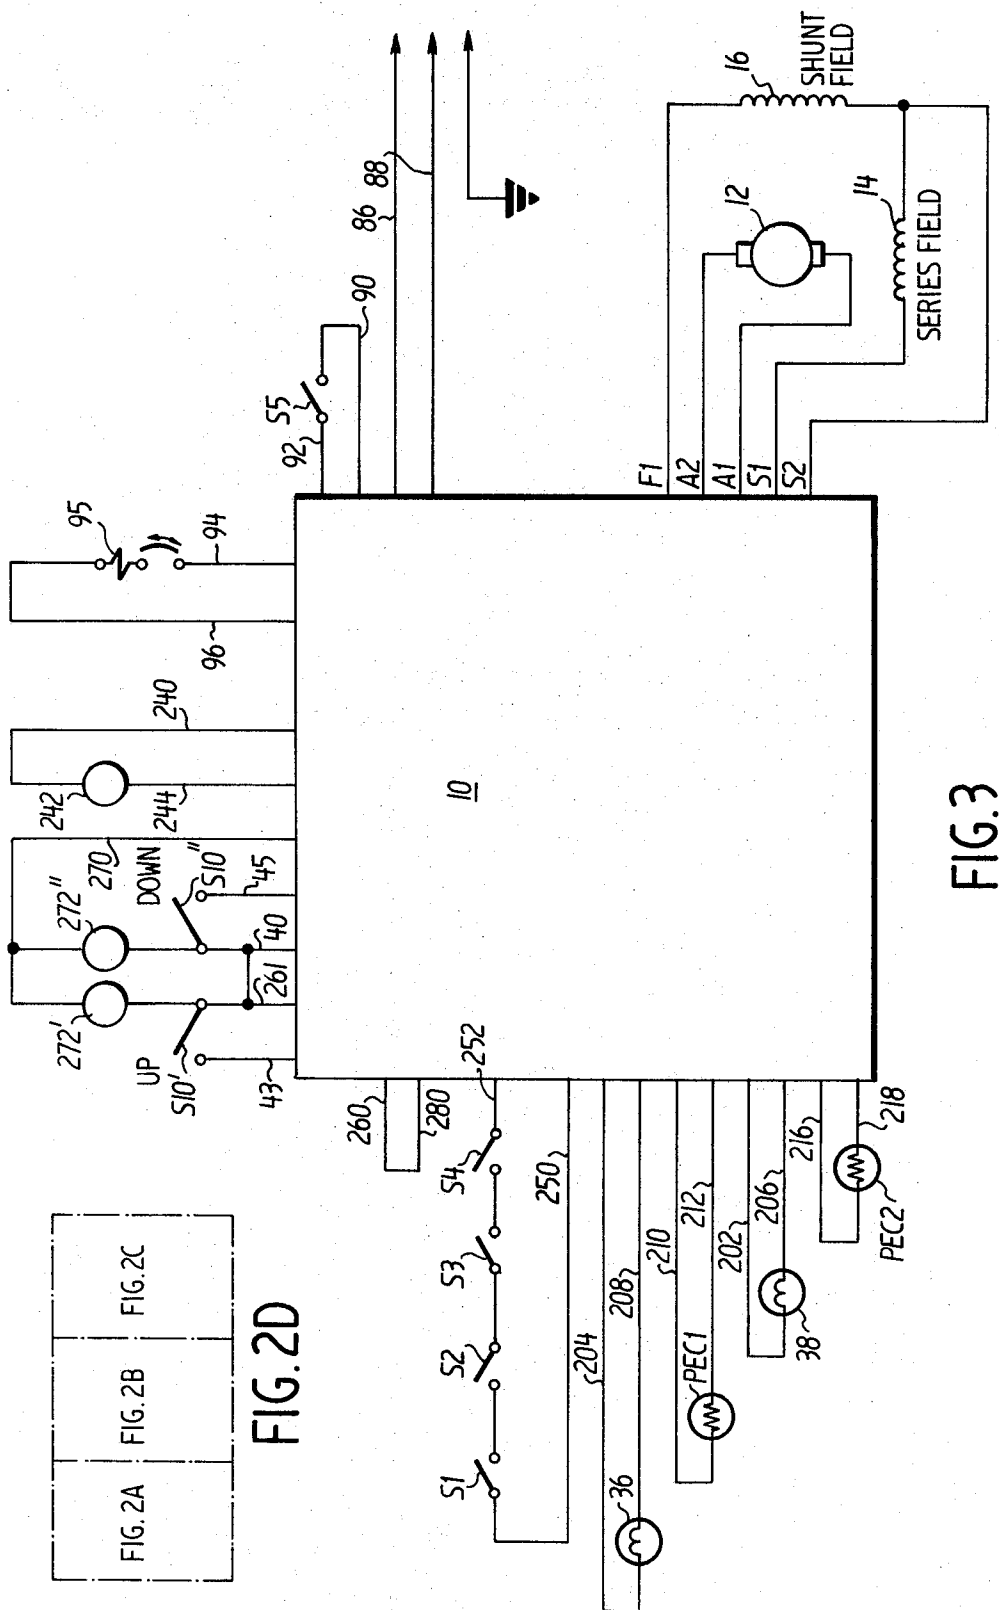 FIG.2A
FIG.2B
FIG.2C
FIG.2D
272'
272"
242
95
UP
DOWN
S10'
S10"
270
244
240
96
94
43
261
40
45
92
S5
90
86
88
260
280
252
S1
S2
S3
S4
250
10
204
208
36
210
212
PEC1
202
206
38
216
218
PEC2
F1
A2
A1
S1
S2
12
14
SERIES FIELD
16
SHUNT
FIELD
FIG.3